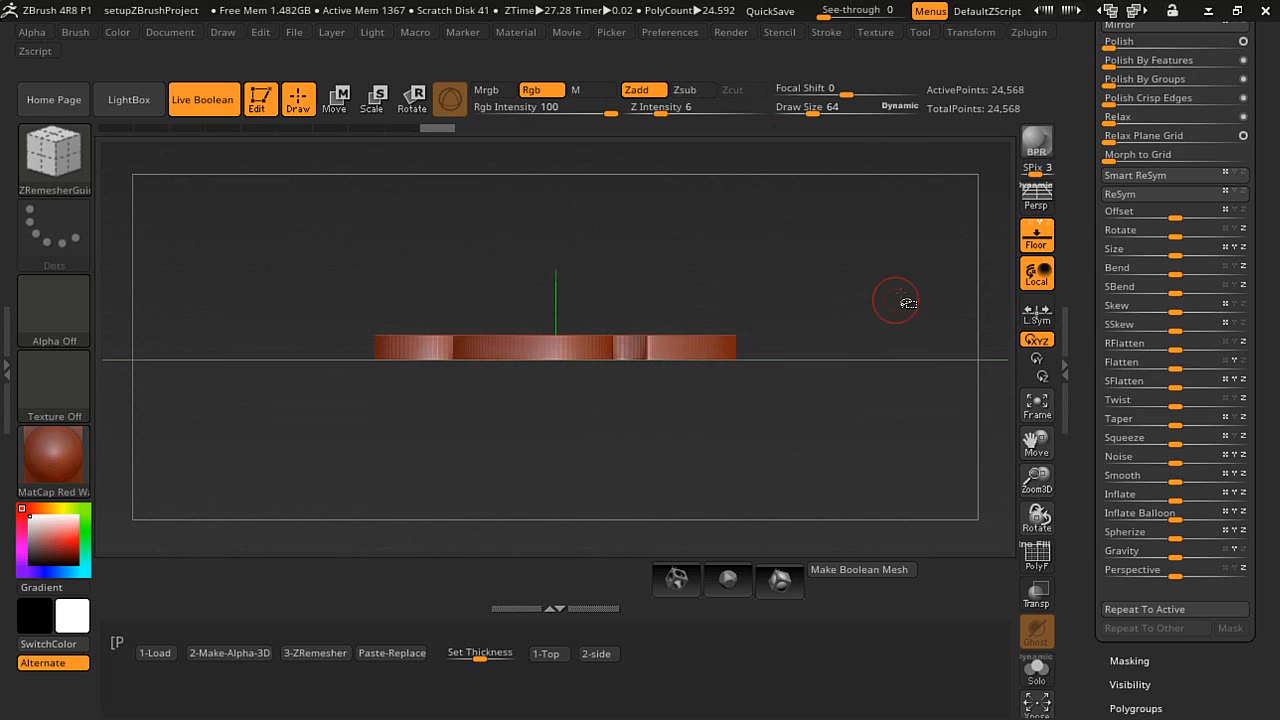 ZBrush R4R8 P1 setupZBrushProject • Free Mem 1.482GB • Active Mem 1367 • Scratch Disk 41 • ZTime▶27.28 Timer▶0.02 • PolyCount▶24.592 QuickSave See-through 0 Menus DefaultZScript
Alpha Brush Color Document Draw Edit File Layer Light Macro Marker Material Movie Picker Preferences Render Stencil Stroke Texture Tool Transform Zplugin
Zscript
Home Page LightBox Live Boolean Edit Draw Move Scale Rotate
Mrgb Rgb M Zadd Zsub Zcut Focal Shift 0 ActivePoints: 24,568
Rgb Intensity 100 Z Intensity 6 Draw Size 64 Dynamic TotalPoints: 24,568
ZRemesherGui
Dots
Alpha Off
Texture Off
MatCap Red W
Gradient
SwitchColor
Alternate
BPR
SPix 3
Dynamic
Persp
Floor
Local
L.Sym
XYZ
Y
Z
Frame
Move
Zoom3D
Rotate
PolyF
Transp
Ghost
Dynamic
Solo
Xpose
Mirror
Polish
Polish By Features
Polish By Groups
Polish Crisp Edges
Relax
Relax Plane Grid
Morph to Grid
Smart ReSym
ReSym
Offset
Rotate
Size
Bend
SBend
Skew
SSkew
RFlatten
Flatten
SFlatten
Twist
Taper
Squeeze
Noise
Smooth
Inflate
Inflate Balloon
Spherize
Gravity
Perspective
Repeat To Active
Repeat To Other Mask
Masking
Visibility
Polygroups
Make Boolean Mesh
[P 1-Load 2-Make-Alpha-3D 3-ZRemesher Paste-Replace Set Thickness 1-Top 2-side